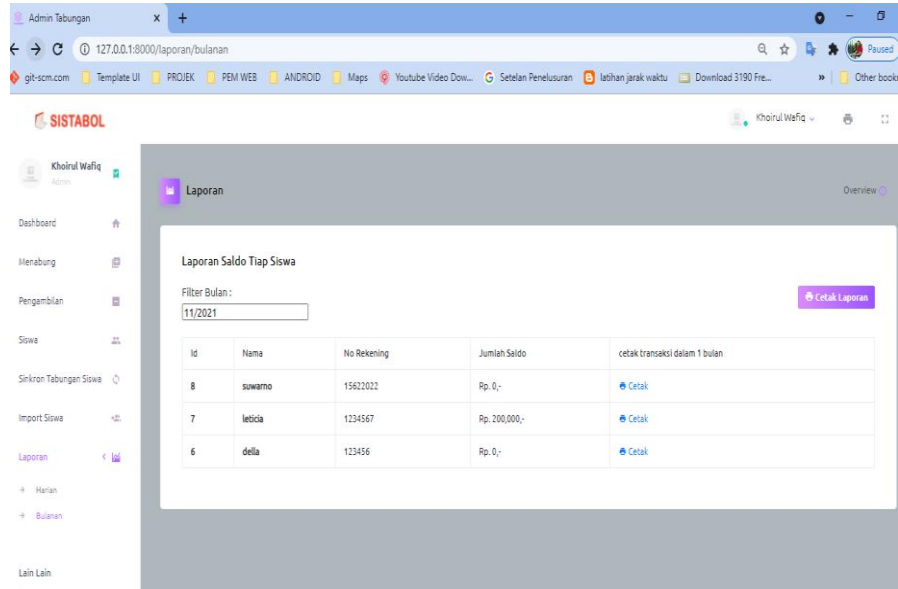 Admin Tabungan
127.0.0.1:8000/laporan/bulanan
Paused
git-scm.com Template UI PROJEK PEM WEB ANDROID Maps Youtube Video Dow... Setelan Penelusuran latihan jarak waktu Download 3190 Fre... Other books
SISTABOL
Khoirul Wafiq
Khoirul Wafiq
Admin
Laporan
Overview
Dashboard
Menabung
Pengambilan
Siswa
Sinkron Tabungan Siswa
Import Siswa
Laporan
Harian
Bulanan
Lain Lain
Laporan Saldo Tiap Siswa
Filter Bulan :
11/2021
Cetak Laporan
Id Nama No Rekening Jumlah Saldo cetak transaksi dalam 1 bulan
8 suwarno 15622022 Rp. 0,- Cetak
7 leticia 1234567 Rp. 200,000,- Cetak
6 della 123456 Rp. 0,- Cetak